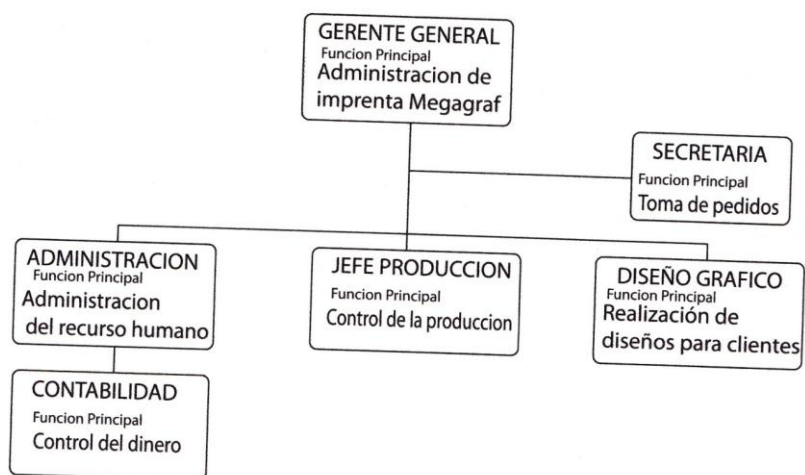 GERENTE GENERAL
Funcion Principal
Administracion de
imprenta Megagraf
SECRETARIA
Funcion Principal
Toma de pedidos
ADMINISTRACION
Funcion Principal
Administracion
del recurso humano
JEFE PRODUCCION
Funcion Principal
Control de la produccion
DISEÑO GRAFICO
Funcion Principal
Realización de
diseños para clientes
CONTABILIDAD
Funcion Principal
Control del dinero